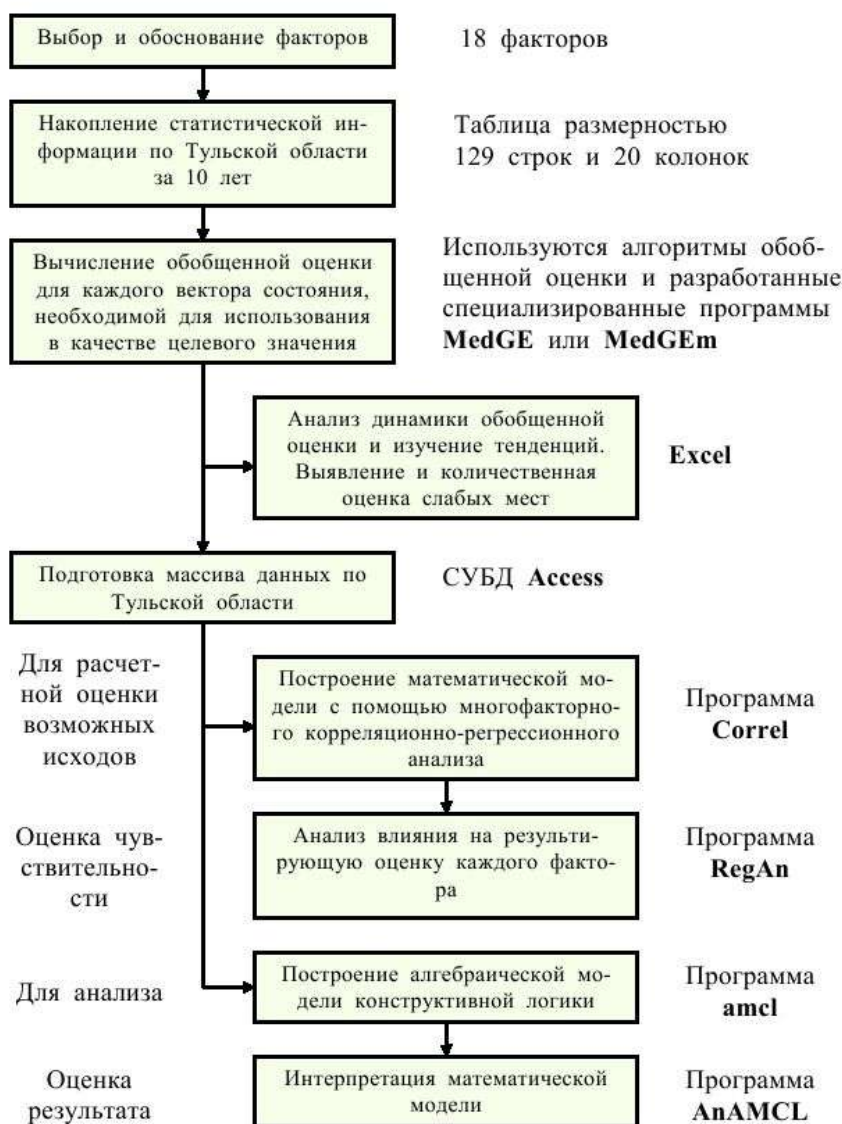 Выбор и обоснование факторов
18 факторов
Накопление статистической ин-
формации по Тульской области
за 10 лет
Таблица размерностью
129 строк и 20 колонок
Вычисление обобщенной оценки
для каждого вектора состояния,
необходимой для использования
в качестве целевого значения
Используются алгоритмы обоб-
щенной оценки и разработанные
специализированные программы
MedGE или MedGEm
Анализ динамики обобщенной
оценки и изучение тенденций.
Выявление и количественная
оценка слабых мест
Excel
Подготовка массива данных по
Тульской области
СУБД Access
Для расчет-
ной оценки
возможных
исходов
Построение математической мо-
дели с помощью многофакторно-
го корреляционно-регрессионного
анализа
Программа
Correl
Оценка чув-
ствительно-
сти
Анализ влияния на результи-
рующую оценку каждого факто-
ра
Программа
RegAn
Для анализа
Построение алгебраической мо-
дели конструктивной логики
Программа
amcl
Оценка
результата
Интерпретация математической
модели
Программа
AnAMCL